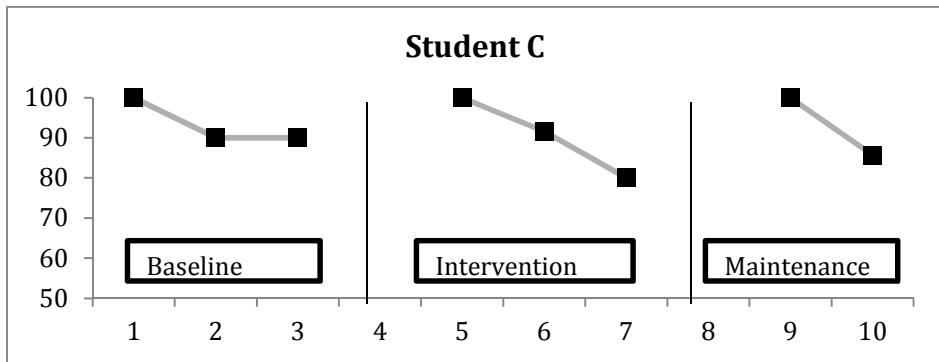 Student C
100
90
80
70
60
50
Baseline
Intervention
Maintenance
1 2 3 4 5 6 7 8 9 10